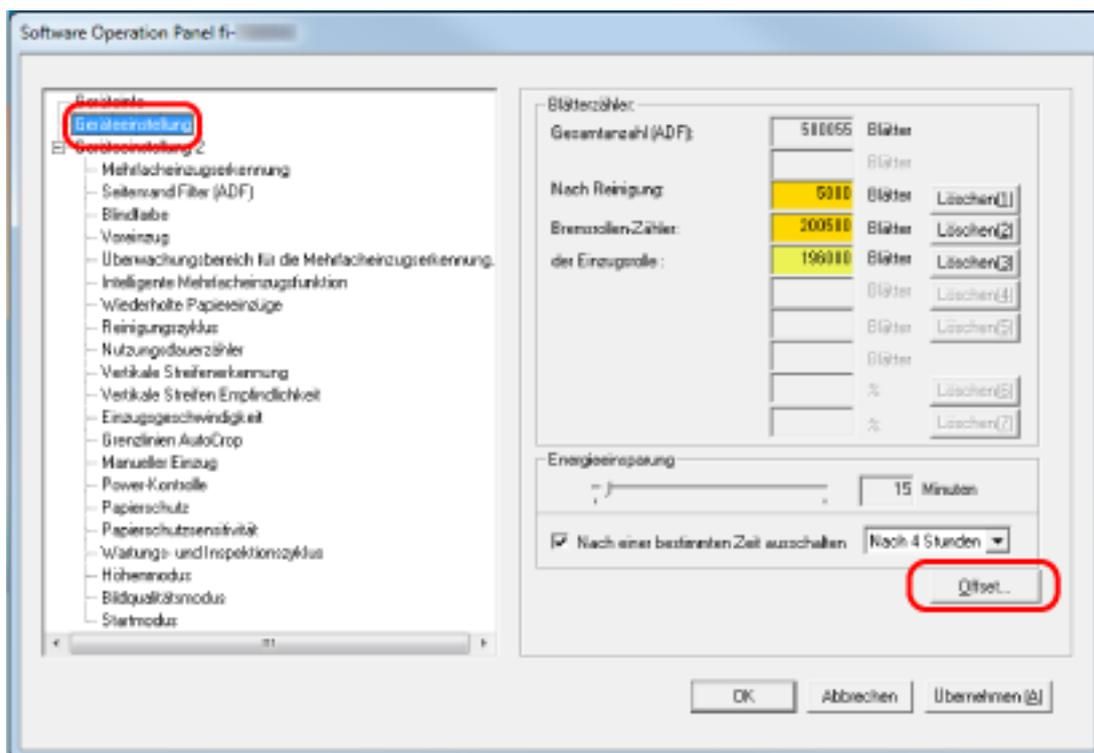 Software Operation Panel fi-
Geräteinfo
Geräteeinstellung
Geräteeinstellung 2
Mehrfacheinzugserkennung
Seitenrand Filter (ADF)
Blindfarbe
Voreinzug
Überwachungsbereich für die Mehrfacheinzugserkennung.
Intelligente Mehrfacheinzugsfunktion
Wiederholte Papiereinzüge
Reinigungszyklus
Nutzungsdauerzähler
Vertikale Streifenerkennung
Vertikale Streifen Empfindlichkeit
Einzugsgeschwindigkeit
Grenzlinien AutoCrop
Manueller Einzug
Power-Kontrolle
Papierschutz
Papierschutzsensitivität
Wartungs- und Inspektionszyklus
Höhenmodus
Bildqualitätsmodus
Startmodus
Blätterzähler:
Gesamtanzahl (ADF): 500055 Blätter
Blätter
Nach Reinigung: 5000 Blätter Löschen(1)
Bremsrollen-Zähler: 200500 Blätter Löschen(2)
der Einzugsrolle : 196000 Blätter Löschen(3)
Blätter Löschen(4)
Blätter Löschen(5)
Blätter
% Löschen(6)
% Löschen(7)
Energieeinsparung
15 Minuten
Nach einer bestimmten Zeit ausschalten Nach 4 Stunden
Offset...
OK Abbrechen Übernehmen (A)